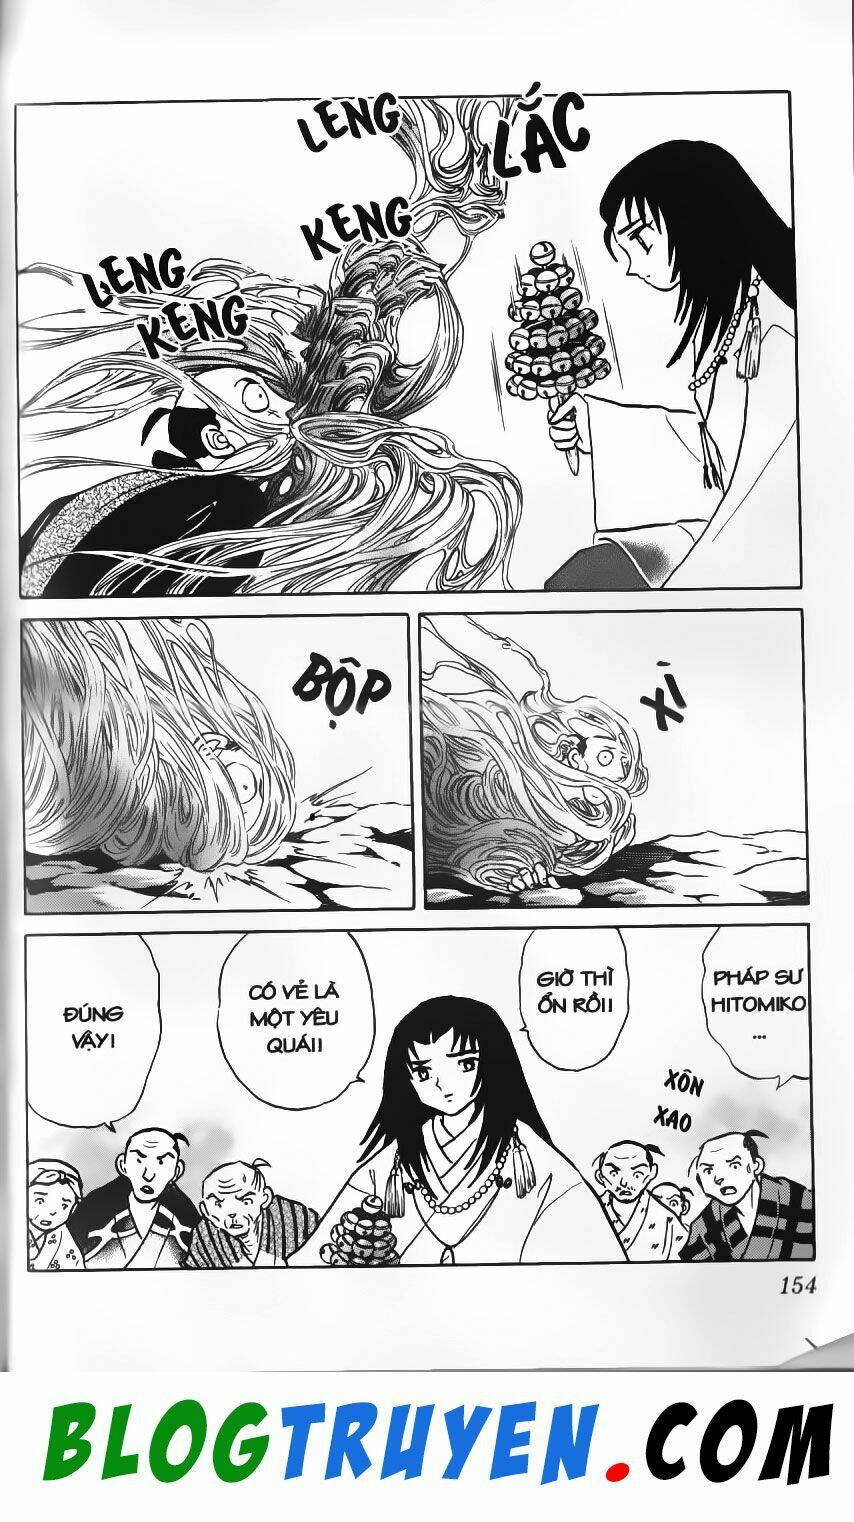 LẮC
LENG
KENG
LENG
KENG
XÌ
BỘP
PHÁP SƯ
HITOMIKO
...
GIỜ THÌ
ỔN RỒI!
CÓ VẺ LÀ
MỘT YÊU
QUÁI!
ĐÚNG
VẬY!
XÔN
XAO
154
BLOGTRUYEN.COM